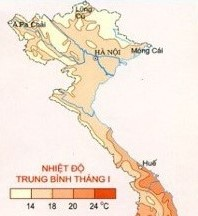 Lũng
Cú
A Pa Chải
HÀ NỘI
Móng Cái
NHIỆT ĐỘ
TRUNG BÌNH THÁNG I
Huế
14 18 20 24 °C